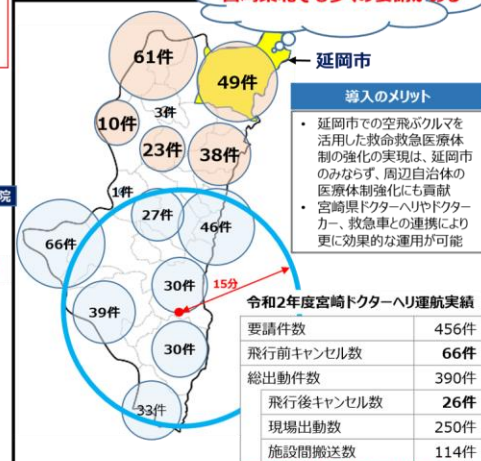 61件
49件
延岡市
10件
3件
23件
38件
導入のメリット
• 延岡市での空飛ぶクルマを
活用した救命救急医療体
制の強化の実現は、延岡市
のみならず、周辺自治体の
医療体制強化にも貢献
• 宮崎県ドクターヘリやドクター
カー、救急車との連携により
更に効果的な運用が可能
院
1件
27件
46件
66件
30件
15分
39件
30件
33件
令和2年度宮崎ドクターヘリ運航実績
要請件数 456件
飛行前キャンセル数 66件
総出動件数 390件
飛行後キャンセル数 26件
現場出動数 250件
施設間搬送数 114件